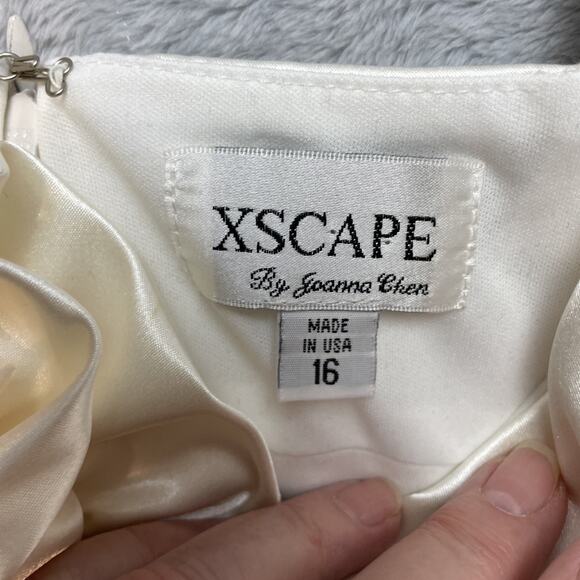 XSCAPE
By Joanna Chen
MADE
IN USA
16